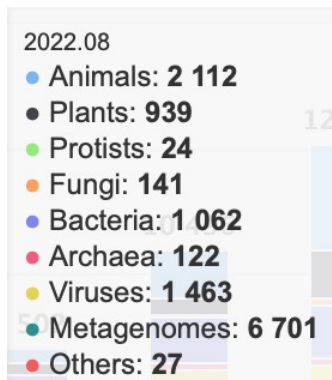 2022.08
Animals: 2 112
Plants: 939
Protists: 24
Fungi: 141
Bacteria: 1 062
Archaea: 122
Viruses: 1 463
Metagenomes: 6 701
Others: 27